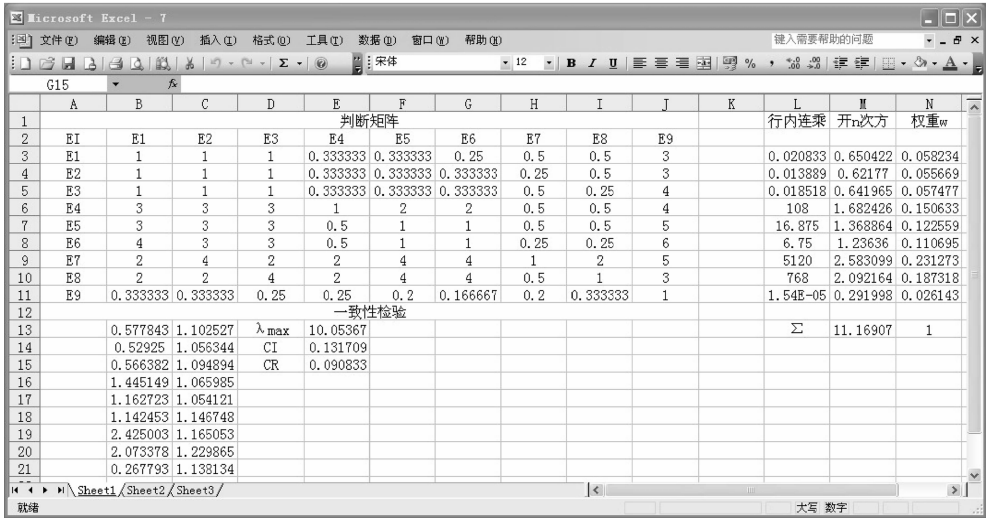 Microsoft Excel - 7
文件(F) 编辑(E) 视图(V) 插入(I) 格式(O) 工具(T) 数据(D) 窗口(W) 帮助(H) 键入需要帮助的问题
宋体 12 B I U % , A
G15 fx
A B C D E F G H I J K L M N
1 判断矩阵 行内连乘 开n次方 权重w
2 EI E1 E2 E3 E4 E5 E6 E7 E8 E9
3 E1 1 1 1 0.333333 0.333333 0.25 0.5 0.5 3 0.020833 0.650422 0.058234
4 E2 1 1 1 0.333333 0.333333 0.333333 0.25 0.5 3 0.013889 0.62177 0.055669
5 E3 1 1 1 0.333333 0.333333 0.333333 0.5 0.25 4 0.018518 0.641965 0.057477
6 E4 3 3 3 1 2 2 0.5 0.5 4 108 1.682426 0.150633
7 E5 3 3 3 0.5 1 1 0.5 0.5 5 16.875 1.368864 0.122559
8 E6 4 3 3 0.5 1 1 0.25 0.25 6 6.75 1.23636 0.110695
9 E7 2 4 2 2 4 4 1 2 5 5120 2.583099 0.231273
10 E8 2 2 4 2 4 4 0.5 1 3 768 2.092164 0.187318
11 E9 0.333333 0.333333 0.25 0.25 0.2 0.166667 0.2 0.333333 1 1.54E-05 0.291998 0.026143
12 一致性检验
13 0.577843 1.102527 λmax 10.05367 Σ 11.16907 1
14 0.52925 1.056344 CI 0.131709
15 0.566382 1.094894 CR 0.090833
16 1.445149 1.065985
17 1.162723 1.054121
18 1.142453 1.146748
19 2.425003 1.165053
20 2.073378 1.229865
21 0.267793 1.138134
Sheet1 Sheet2 Sheet3
就绪 大写 数字